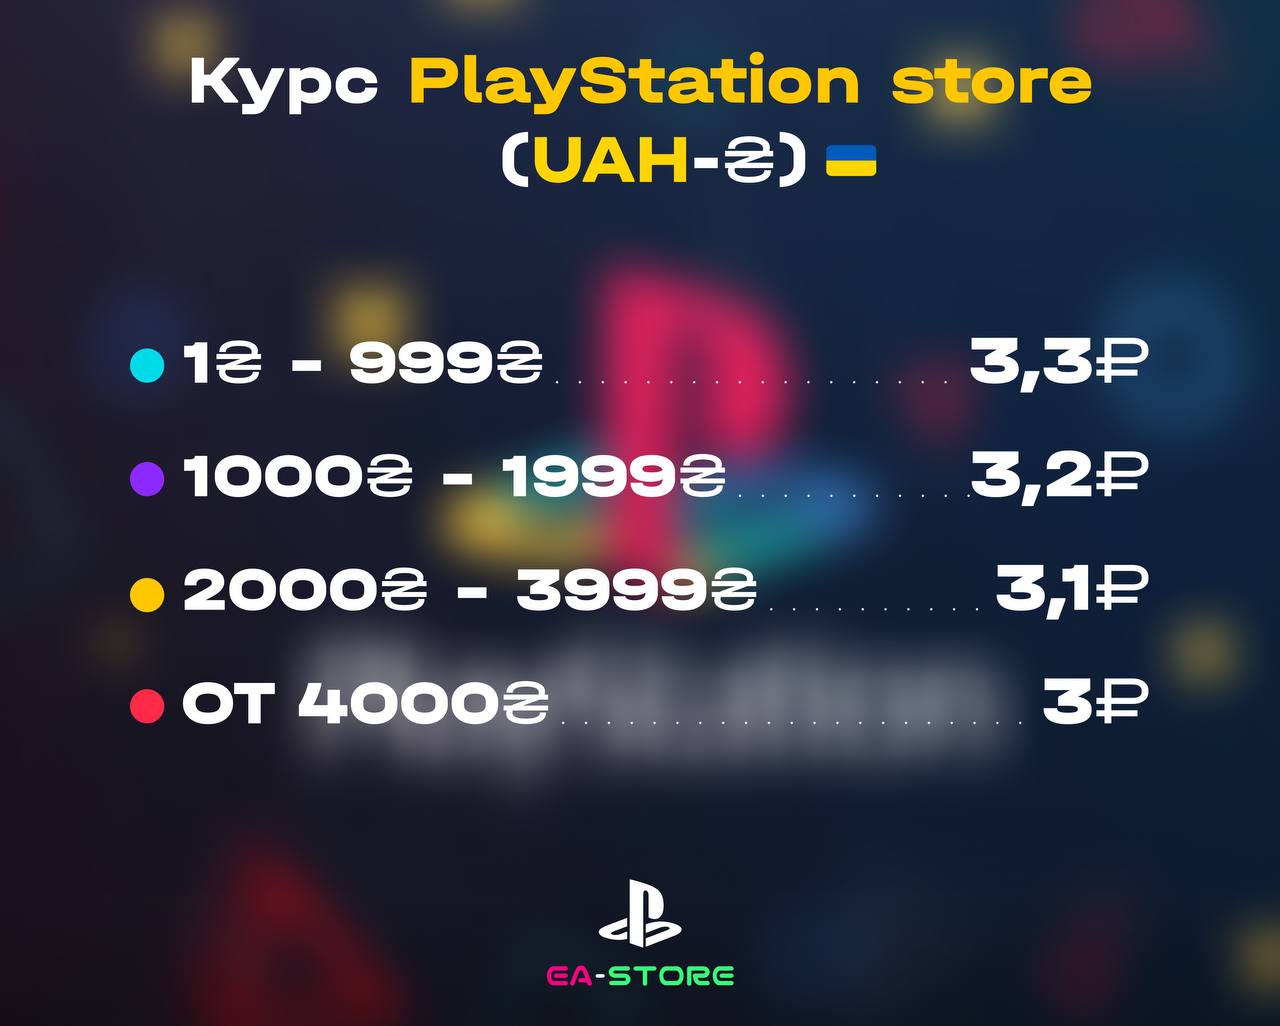 Курс PlayStation store
(UAH-₴)
1₴ - 999₴ . . . . . . . . . . . . . . . . . . 3,3₽
1000₴ - 1999₴ . . . . . . . . . . . 3,2₽
2000₴ - 3999₴ . . . . . . . . . . 3,1₽
ОТ 4000₴ . . . . . . . . . . . . . . . . . . . . . 3₽
PlayStation
EA-STORE